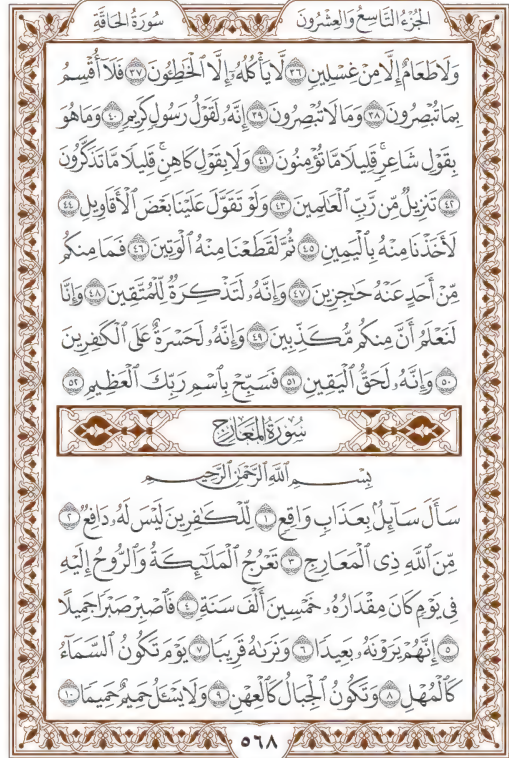 سُورَةُ الحَاقَّةِ
الجُزْءُ التَّاسِعُ وَالعِشْرُونَ
وَلَا طَعَامٌ إِلَّا مِنْ غِسْلِينٍ ٣٦ لَّا يَأْكُلُهُۥٓ إِلَّا ٱلْخَٰطِـُٔونَ ٣٧ فَلَآ أُقْسِمُ
بِمَا تُبْصِرُونَ ٣٨ وَمَا لَا تُبْصِرُونَ ٣٩ إِنَّهُۥ لَقَوْلُ رَسُولٍ كَرِيمٍ ٤٠ وَمَا هُوَ
بِقَوْلِ شَاعِرٍۚ قَلِيلًا مَّا تُؤْمِنُونَ ٤١ وَلَا بِقَوْلِ كَاهِنٍۚ قَلِيلًا مَّا تَذَكَّرُونَ
٤٢ تَنزِيلٌ مِّن رَّبِّ ٱلْعَٰلَمِينَ ٤٣ وَلَوْ تَقَوَّلَ عَلَيْنَا بَعْضَ ٱلْأَقَاوِيلِ ٤٤
لَأَخَذْنَا مِنْهُ بِٱلْيَمِينِ ٤٥ ثُمَّ لَقَطَعْنَا مِنْهُ ٱلْوَتِينَ ٤٦ فَمَا مِنكُم
مِّنْ أَحَدٍ عَنْهُ حَٰجِزِينَ ٤٧ وَإِنَّهُۥ لَتَذْكِرَةٌ لِّلْمُتَّقِينَ ٤٨ وَإِنَّا
لَنَعْلَمُ أَنَّ مِنكُم مُّكَذِّبِينَ ٤٩ وَإِنَّهُۥ لَحَسْرَةٌ عَلَى ٱلْكَٰفِرِينَ
٥٠ وَإِنَّهُۥ لَحَقُّ ٱلْيَقِينِ ٥١ فَسَبِّحْ بِٱسْمِ رَبِّكَ ٱلْعَظِيمِ ٥٢
سُورَةُ المَعَارِجِ
بِسْمِ ٱللَّهِ ٱلرَّحْمَٰنِ ٱلرَّحِيمِ
سَأَلَ سَآئِلٌۢ بِعَذَابٍ وَاقِعٍ ١ لِّلْكَٰفِرِينَ لَيْسَ لَهُۥ دَافِعٌ ٢
مِّنَ ٱللَّهِ ذِى ٱلْمَعَارِجِ ٣ تَعْرُجُ ٱلْمَلَٰٓئِكَةُ وَٱلرُّوحُ إِلَيْهِ
فِى يَوْمٍ كَانَ مِقْدَارُهُۥ خَمْسِينَ أَلْفَ سَنَةٍ ٤ فَٱصْبِرْ صَبْرًا جَمِيلًا
٥ إِنَّهُمْ يَرَوْنَهُۥ بَعِيدًا ٦ وَنَرَىٰهُ قَرِيبًا ٧ يَوْمَ تَكُونُ ٱلسَّمَآءُ
كَٱلْمُهْلِ ٨ وَتَكُونُ ٱلْجِبَالُ كَٱلْعِهْنِ ٩ وَلَا يَسْـَٔلُ حَمِيمٌ حَمِيمًا ١٠
٥٦٨